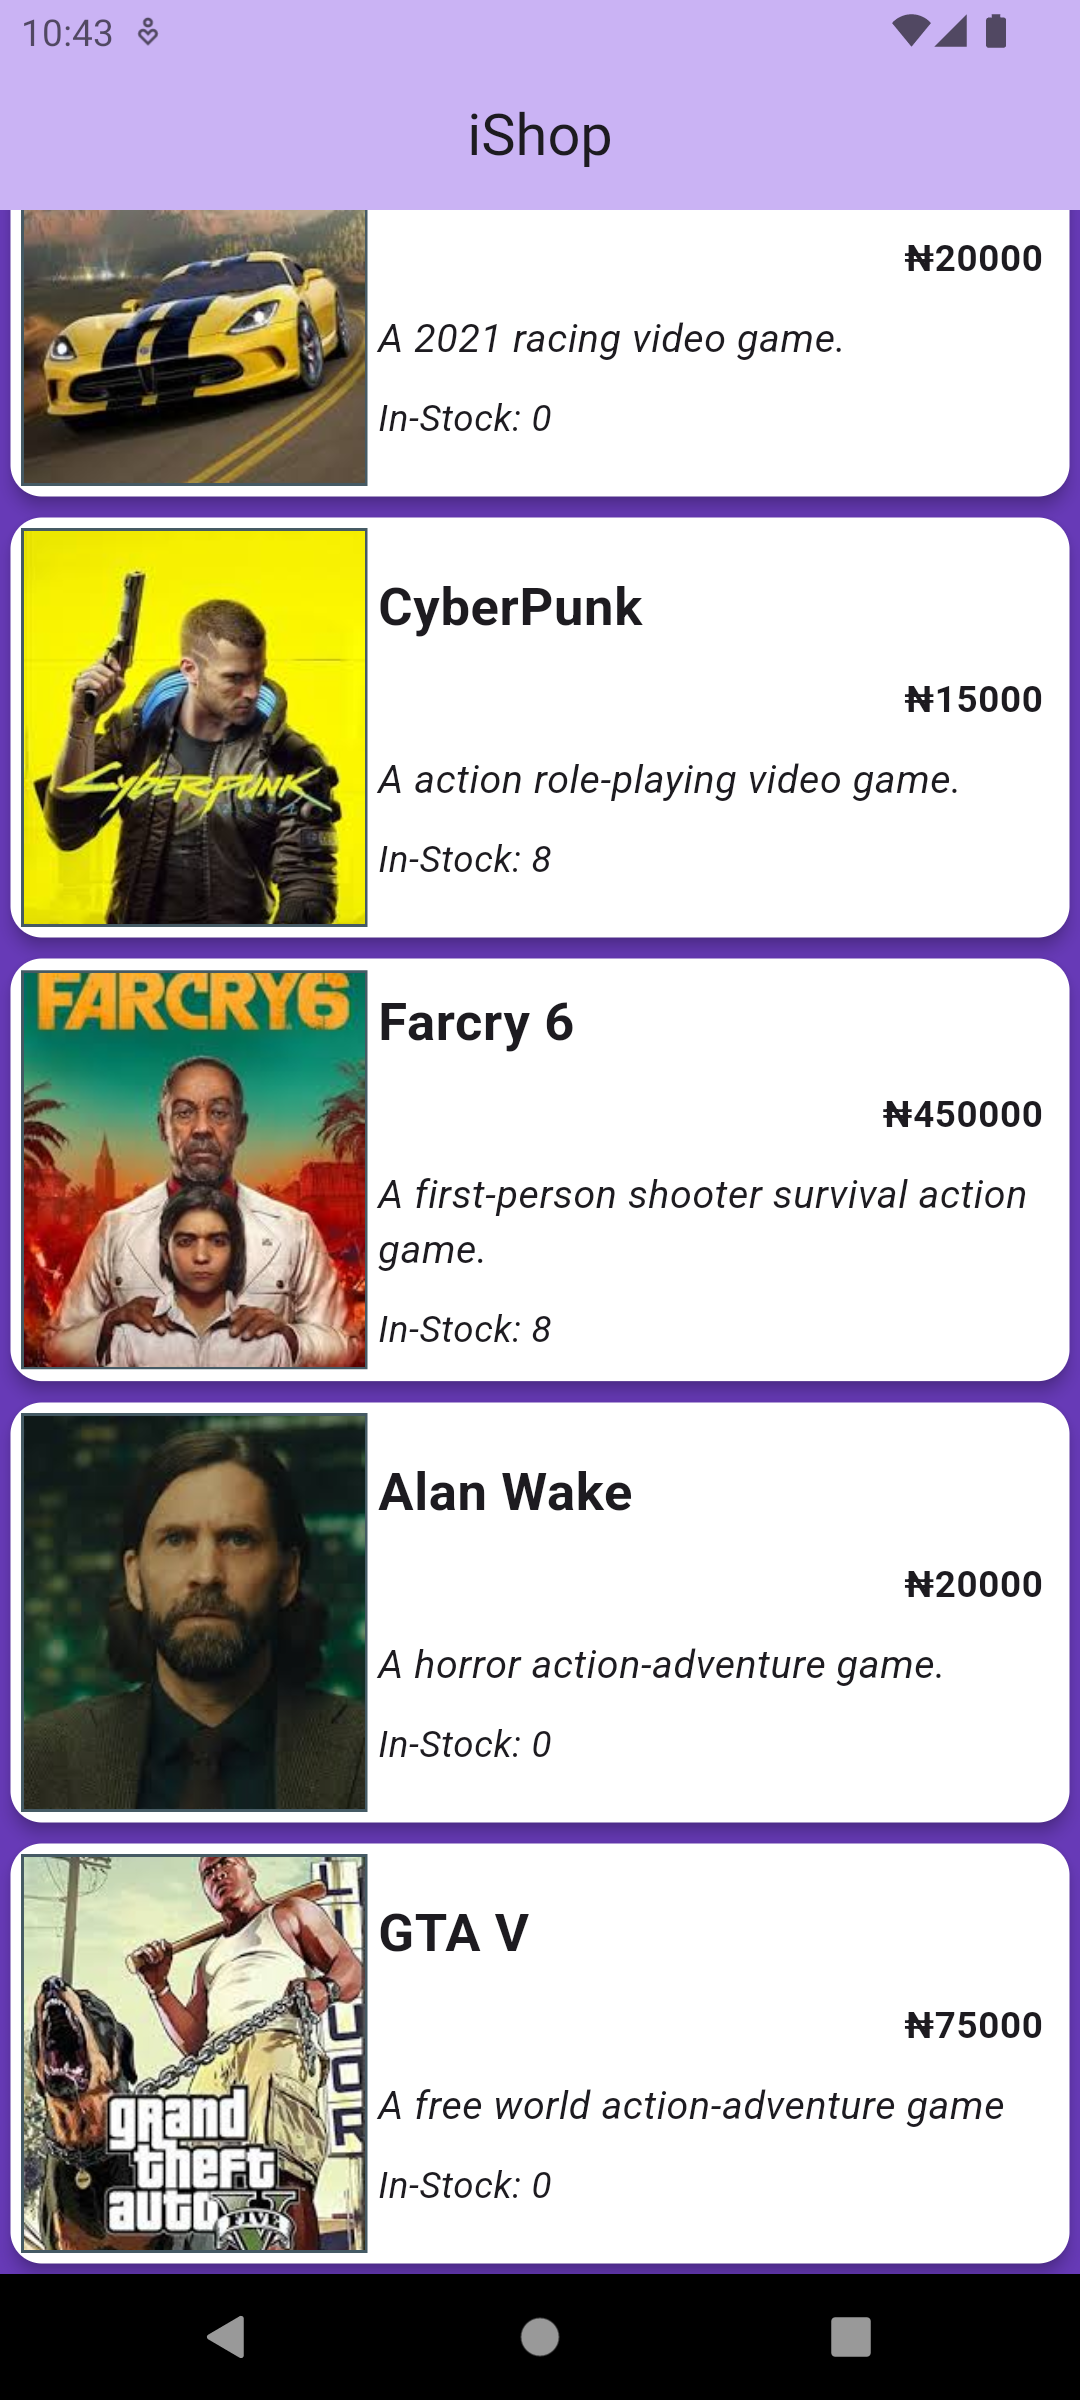 10:43
iShop
₦20000
A 2021 racing video game.
In-Stock: 0
CyberPunk
₦15000
A action role-playing video game.
In-Stock: 8
CYBERPUNK
2077
FARCRY6
Farcry 6
₦450000
A first-person shooter survival action
game.
In-Stock: 8
Alan Wake
₦20000
A horror action-adventure game.
In-Stock: 0
GTA V
₦75000
A free world action-adventure game
In-Stock: 0
LIQUOR
grand
theft
auto V
FIVE